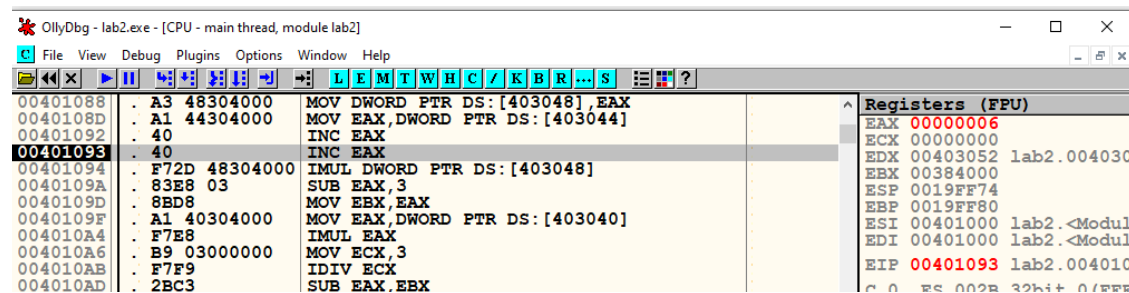 OllyDbg - lab2.exe - [CPU - main thread, module lab2]
C File View Debug Plugins Options Window Help
L E M T W H C / K B R ... S ?
00401088 . A3 48304000 MOV DWORD PTR DS:[403048],EAX
0040108D . A1 44304000 MOV EAX,DWORD PTR DS:[403044]
00401092 . 40 INC EAX
00401093 . 40 INC EAX
00401094 . F72D 48304000 IMUL DWORD PTR DS:[403048]
0040109A . 83E8 03 SUB EAX,3
0040109D . 8BD8 MOV EBX,EAX
0040109F . A1 40304000 MOV EAX,DWORD PTR DS:[403040]
004010A4 . F7E8 IMUL EAX
004010A6 . B9 03000000 MOV ECX,3
004010AB . F7F9 IDIV ECX
004010AD . 2BC3 SUB EAX,EBX
Registers (FPU)
EAX 00000006
ECX 00000000
EDX 00403052 lab2.004030
EBX 00384000
ESP 0019FF74
EBP 0019FF80
ESI 00401000 lab2.<Modul
EDI 00401000 lab2.<Modul
EIP 00401093 lab2.004010
C 0 ES 002B 32bit 0(FFF